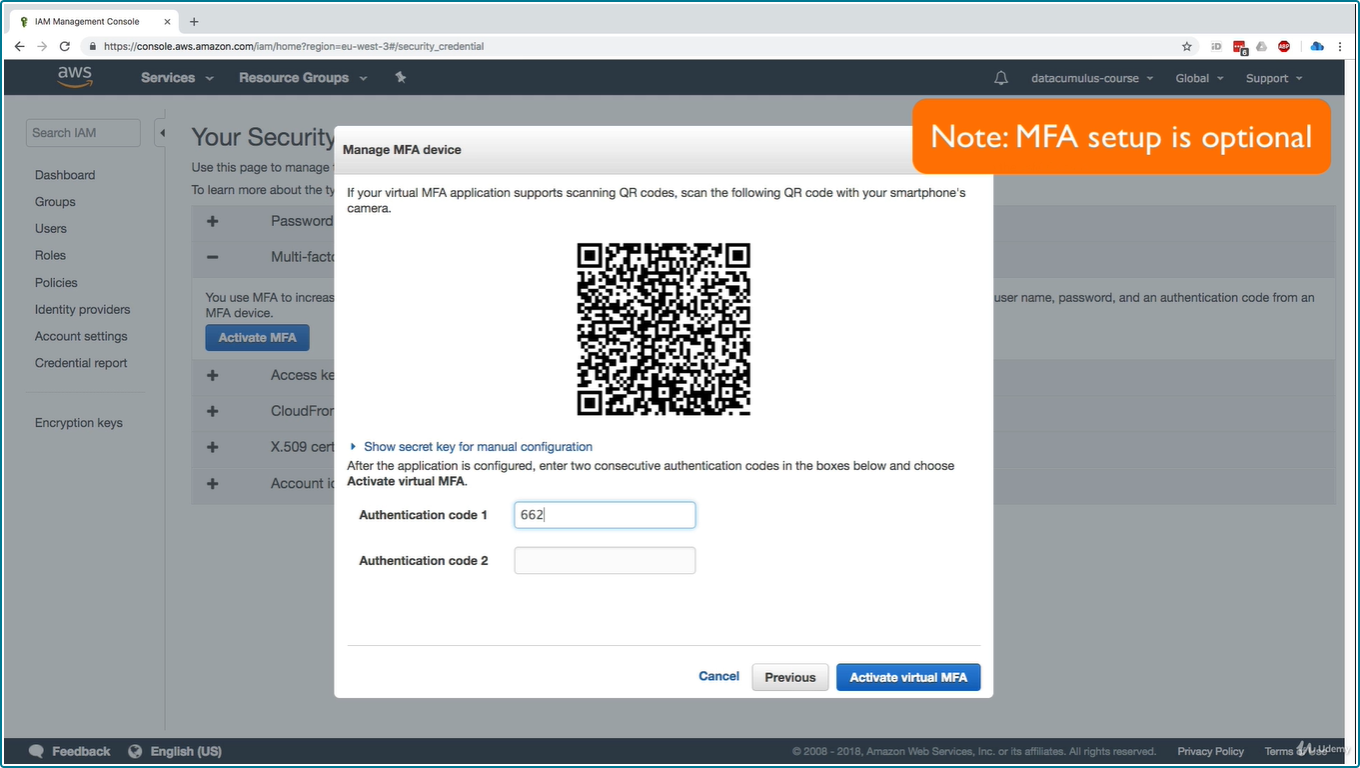 IAM Management Console
https://console.aws.amazon.com/iam/home?region=eu-west-3#/security_credential
iD
6
ABP
aws
Services
Resource Groups
datacumulus-course
Global
Support
Note: MFA setup is optional
Search IAM
Dashboard
Groups
Users
Roles
Policies
Identity providers
Account settings
Credential report
Encryption keys
Your Security
Use this page to manage
To learn more about the ty
Password
Multi-facto
You use MFA to increas
user name, password, and an authentication code from an
MFA device.
Activate MFA
Access ke
CloudFron
X.509 cert
Account id
Manage MFA device
If your virtual MFA application supports scanning QR codes, scan the following QR code with your smartphone's
camera.
Show secret key for manual configuration
After the application is configured, enter two consecutive authentication codes in the boxes below and choose
Activate virtual MFA.
Authentication code 1
662
Authentication code 2
Cancel
Previous
Activate virtual MFA
Feedback
English (US)
© 2008 - 2018, Amazon Web Services, Inc. or its affiliates. All rights reserved.
Privacy Policy
Terms of Use
Udemy